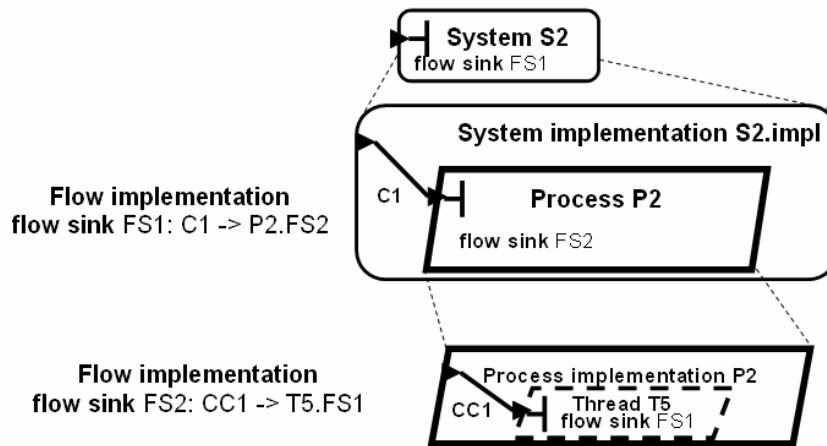 System S2
flow sink FS1
System implementation S2.impl
C1
Process P2
Flow implementation
flow sink FS1: C1 -> P2.FS2
flow sink FS2
Flow implementation
flow sink FS2: CC1 -> T5.FS1
Process implementation P2
CC1
Thread T5
flow sink FS1